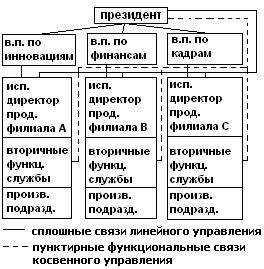 президент
в.п. по
инновациям
в.п. по
финансам
в.п. по
кадрам
исп.
директор
прод.
филиала А
вторичные
функц.
службы
произв.
подразд.
исп.
директор
прод.
филиала В
вторичные
функц.
службы
произв.
подразд.
исп.
директор
прод.
филиала С
вторичные
функц.
службы
произв.
подразд.
сплошные связи линейного управления
пунктирные функциональные связи
косвенного управления